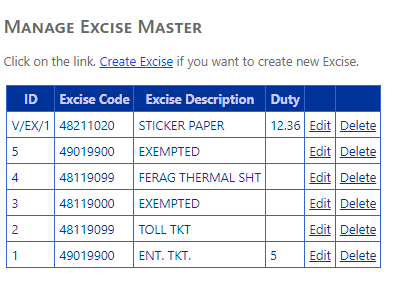 Manage Excise Master
Click on the link. Create Excise if you want to create new Excise.
ID Excise Code Excise Description Duty
V/EX/1 48211020 STICKER PAPER 12.36 Edit Delete
5 49019900 EXEMPTED Edit Delete
4 48119099 FERAG THERMAL SHT Edit Delete
3 48119000 EXEMPTED Edit Delete
2 48119099 TOLL TKT Edit Delete
1 49019900 ENT. TKT. 5 Edit Delete